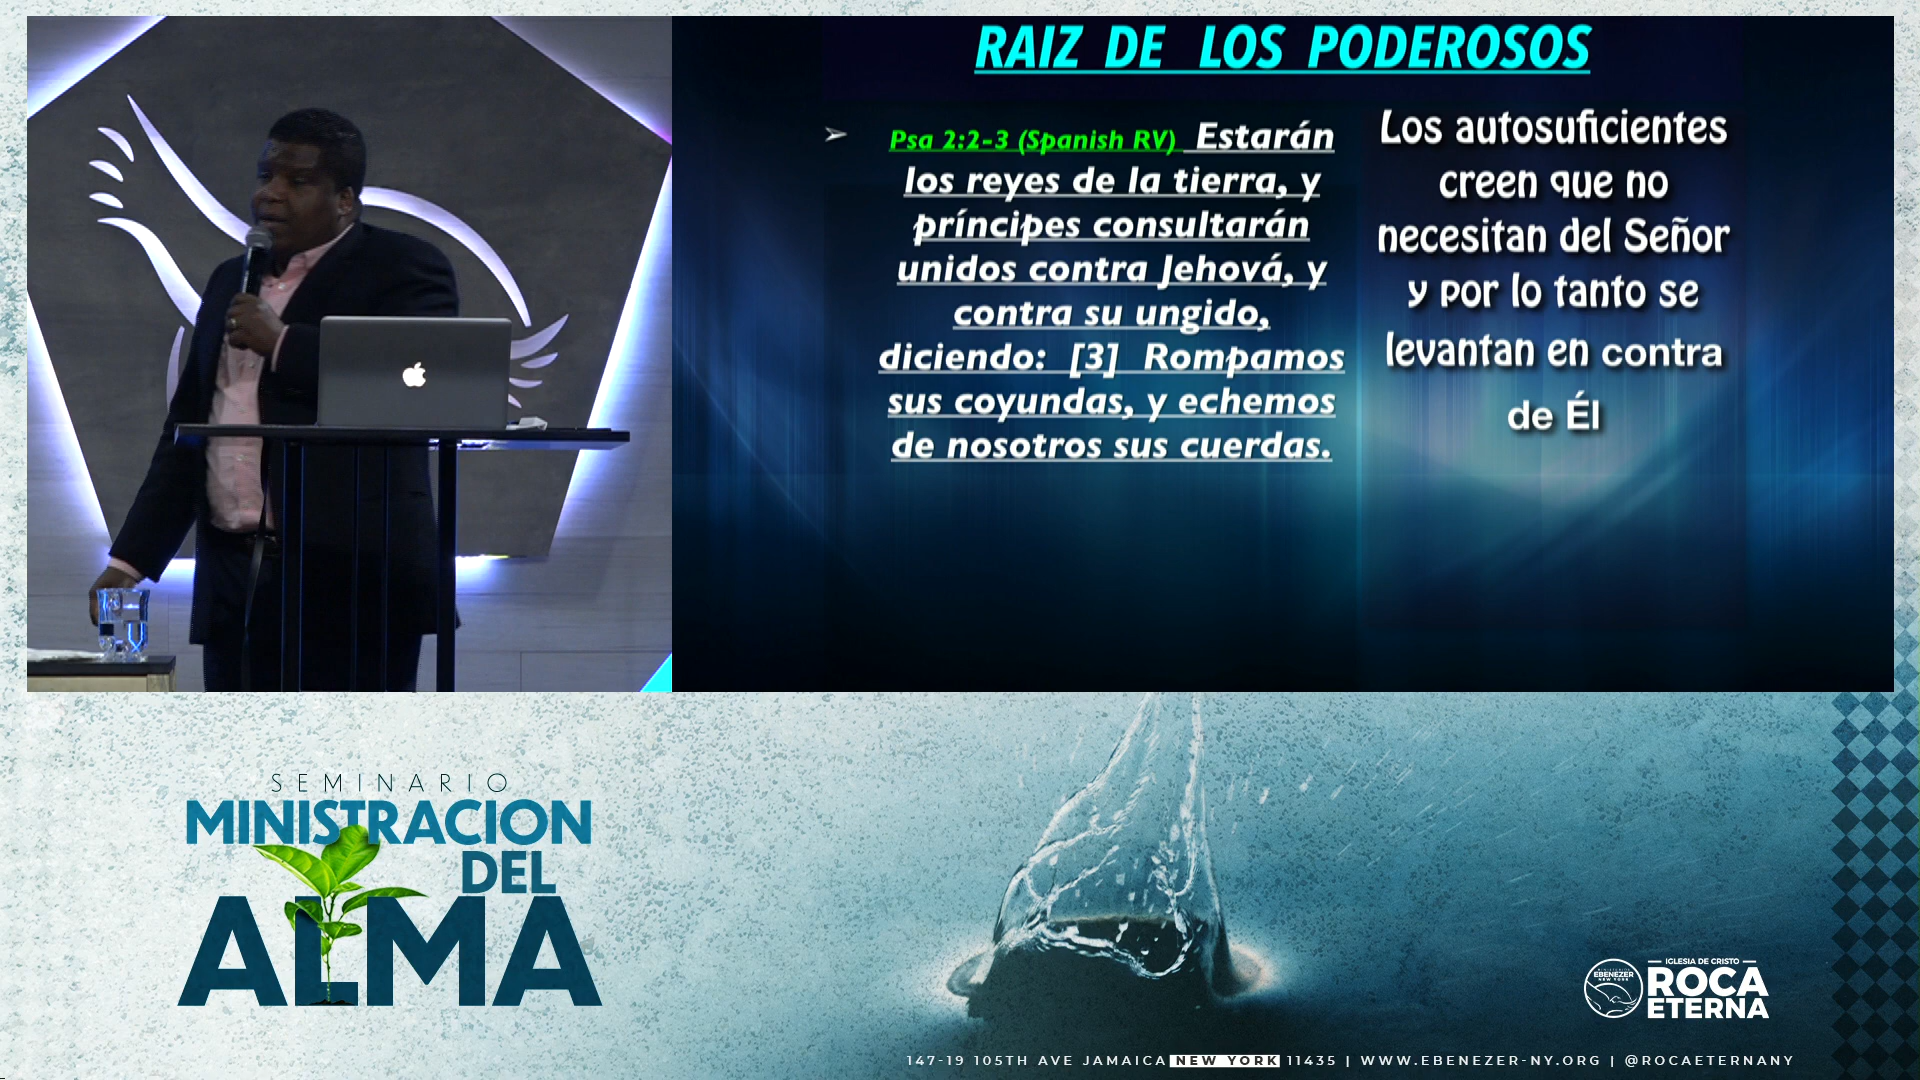 RAIZ DE LOS PODEROSOS
➢ Psa 2:2-3 (Spanish RV) Estarán
los reyes de la tierra, y
príncipes consultarán
unidos contra Jehová, y
contra su ungido,
diciendo: [3] Rompamos
sus coyundas, y echemos
de nosotros sus cuerdas.
Los autosuficientes
creen que no
necesitan del Señor
y por lo tanto se
levantan en contra
de Él
SEMINARIO
MINISTRACION
DEL
ALMA
EBENEZER
IGLESIA DE CRISTO
ROCA
ETERNA
147-19 105TH AVE JAMAICA NEW YORK 11435 | WWW.EBENEZER-NY.ORG | @ROCAETERNANY